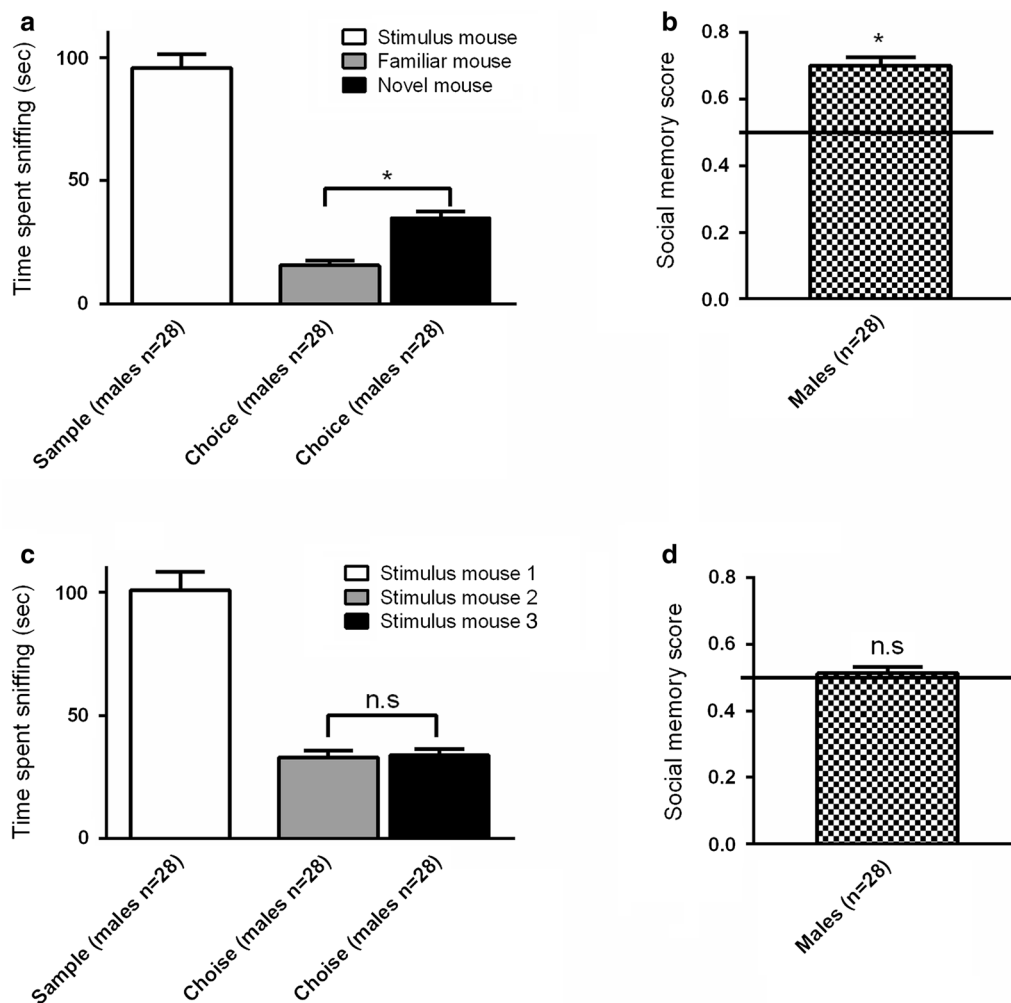 a
Time spent sniffing (sec)
100
50
0
Stimulus mouse
Familiar mouse
Novel mouse
*
Sample (males n=28)
Choice (males n=28)
Choice (males n=28)
b
Social memory score
0.8
0.6
0.4
0.2
0.0
*
Males (n=28)
c
Time spent sniffing (sec)
100
50
0
Stimulus mouse 1
Stimulus mouse 2
Stimulus mouse 3
n.s
Sample (males n=28)
Choise (males n=28)
Choise (males n=28)
d
Social memory score
0.8
0.6
0.4
0.2
0.0
n.s
Males (n=28)